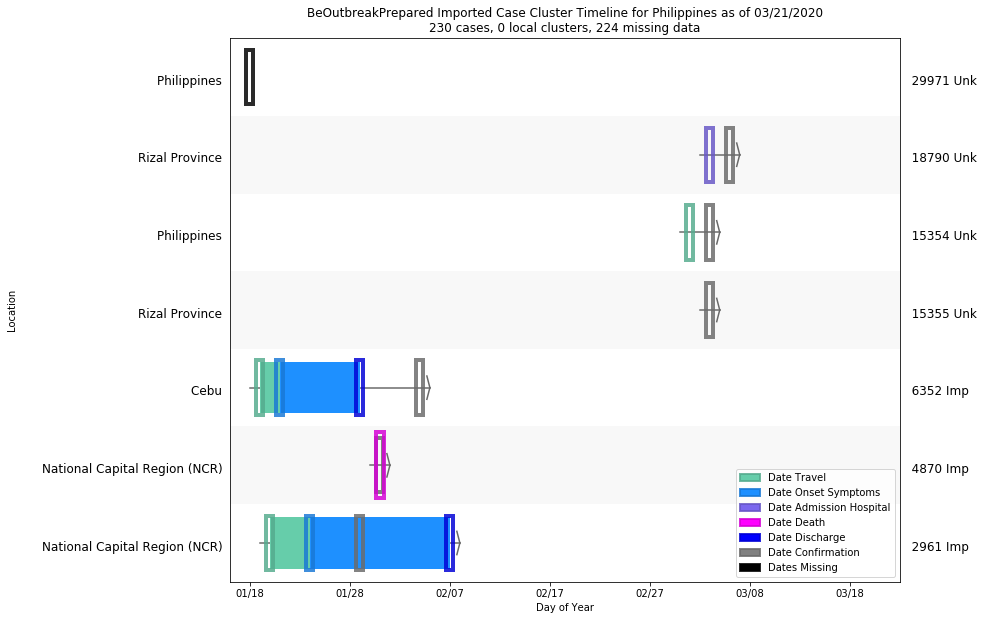 BeOutbreakPrepared Imported Case Cluster Timeline for Philippines as of 03/21/2020
230 cases, 0 local clusters, 224 missing data
Philippines 29971 Unk
Rizal Province 18790 Unk
Philippines 15354 Unk
Rizal Province 15355 Unk
Location
Cebu 6352 Imp
National Capital Region (NCR) 4870 Imp
National Capital Region (NCR) 2961 Imp
Date Travel
Date Onset Symptoms
Date Admission Hospital
Date Death
Date Discharge
Date Confirmation
Dates Missing
01/18 01/28 02/07 02/17 02/27 03/08 03/18
Day of Year